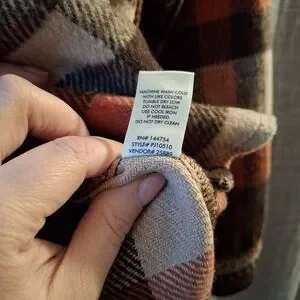 MACHINE WASH COLD
WITH LIKE COLORS
TUMBLE DRY LOW
DO NOT BLEACH
USE COOL IRON
IF NEEDED
DO NOT DRY CLEAN
RN# 144754
STYLE# PJ10510
VENDOR# 25889